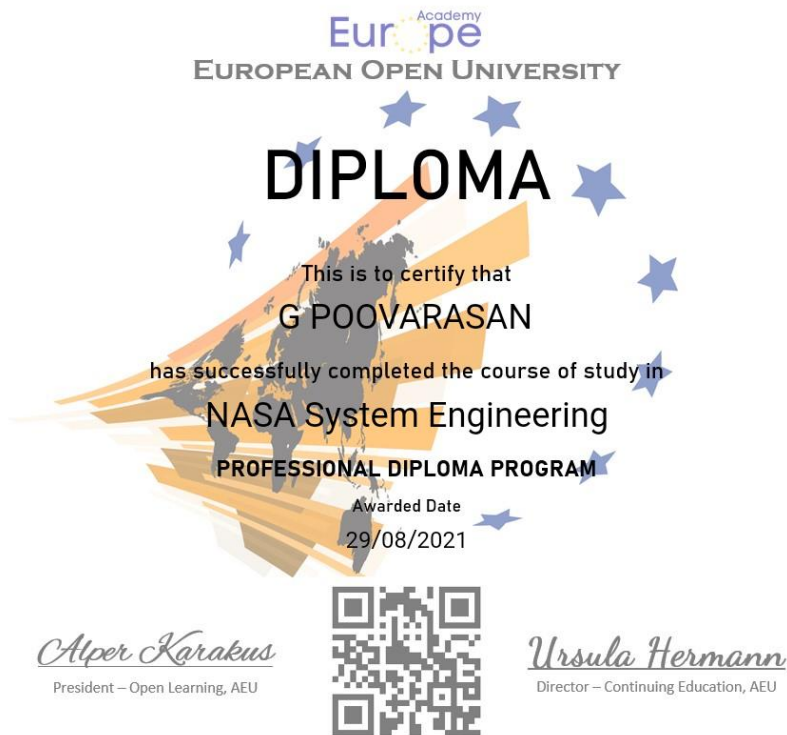 Academy
Europe
EUROPEAN OPEN UNIVERSITY
DIPLOMA
This is to certify that
G POOVARASAN
has successfully completed the course of study in
NASA System Engineering
PROFESSIONAL DIPLOMA PROGRAM
Awarded Date
29/08/2021
Alper Karakus
President – Open Learning, AEU
Ursula Hermann
Director – Continuing Education, AEU